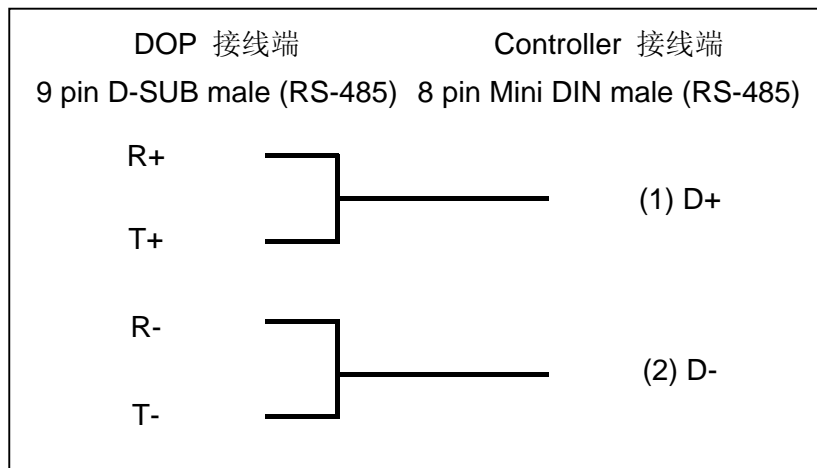 DOP 接线端 Controller 接线端
9 pin D-SUB male (RS-485) 8 pin Mini DIN male (RS-485)
R+
(1) D+
T+
R-
(2) D-
T-